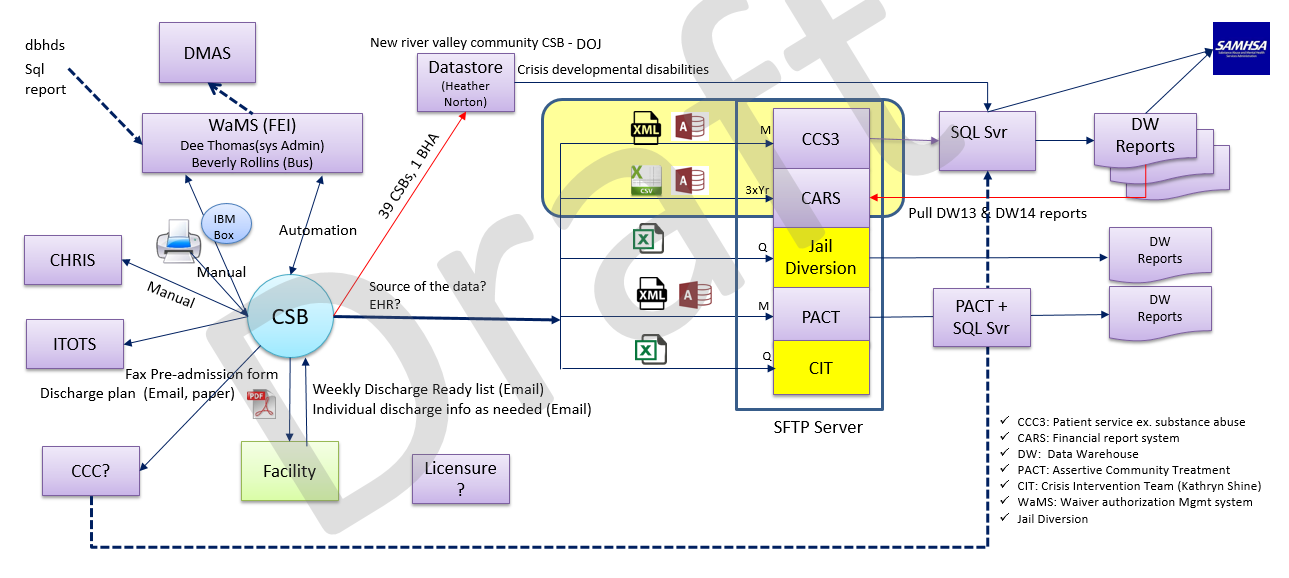 dbhds
Sql
report
DMAS
WaMS (FEI)
Dee Thomas(sys Admin)
Beverly Rollins (Bus)
New river valley community CSB - DOJ
Datastore
(Heather
Norton)
Crisis developmental disabilities
39 CSBs, 1 BHA
SAMHSA
XML
A
M
CCS3
SQL Svr
DW
Reports
X
CSV
A
3xYr
CARS
Pull DW13 & DW14 reports
IBM
Box
Automation
Manual
CHRIS
Manual
X
Q
Jail
Diversion
DW
Reports
CSB
Source of the data?
EHR?
XML
A
M
PACT
PACT +
SQL Svr
DW
Reports
ITOTS
X
Q
CIT
SFTP Server
Fax Pre-admission form
Discharge plan  (Email, paper)
PDF
Weekly Discharge Ready list (Email)
Individual discharge info as needed (Email)
CCC?
Facility
Licensure
?
✓ CCC3: Patient service ex. substance abuse
✓ CARS: Financial report system
✓ DW:  Data Warehouse
✓ PACT: Assertive Community Treatment
✓ CIT: Crisis Intervention Team (Kathryn Shine)
✓ WaMS: Waiver authorization Mgmt system
✓ Jail Diversion
Draft